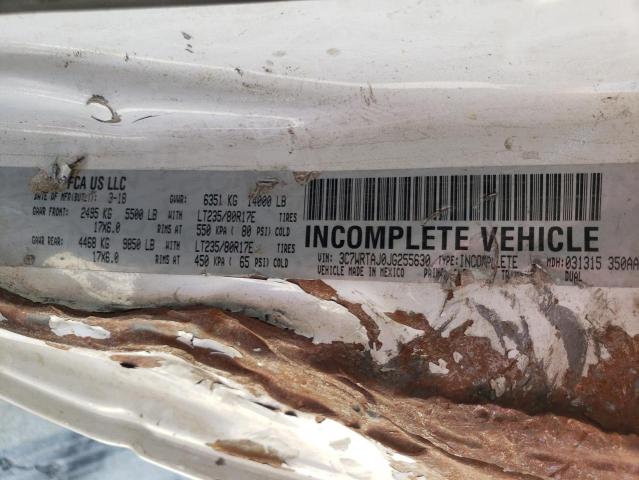 FCA US LLC
DATE OF MFR(BUILT): 3-18 GVWR: 6351 KG 14000 LB
GAWR FRONT: 2495 KG 5500 LB WITH LT235/80R17E TIRES
17X6.0 RIMS AT 550 KPA ( 80 PSI) COLD
GAWR REAR: 4468 KG 9850 LB WITH LT235/80R17E TIRES
17X6.0 RIMS AT 450 KPA ( 65 PSI) COLD
INCOMPLETE VEHICLE
VIN: 3C7WRTAJ0JG255630 TYPE:INCOMPLETE MDH:031315 350AA
VEHICLE MADE IN MEXICO DUAL